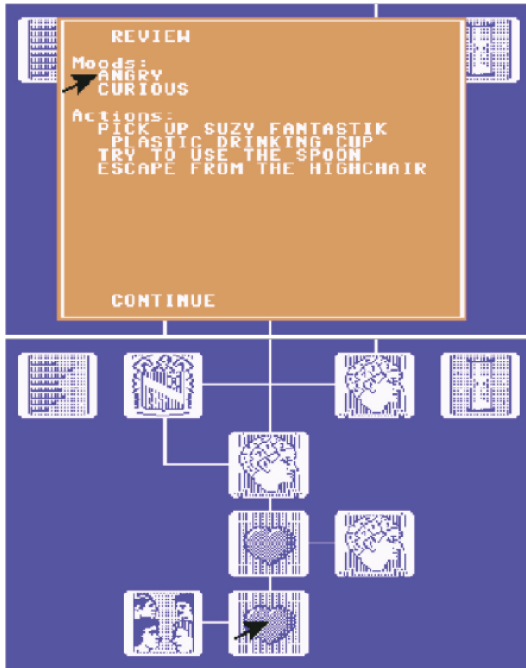 REVIEW
Moods:
ANGRY
CURIOUS
Actions:
PICK UP SUZY FANTASTIK
PLASTIC DRINKING CUP
TRY TO USE THE SPOON
ESCAPE FROM THE HIGHCHAIR
CONTINUE